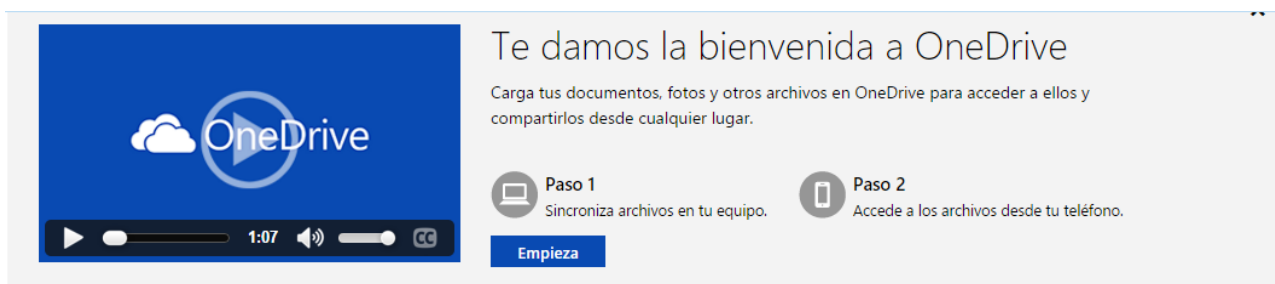 OneDrive
1:07
CC
Te damos la bienvenida a OneDrive
Carga tus documentos, fotos y otros archivos en OneDrive para acceder a ellos y
compartirlos desde cualquier lugar.
Paso 1
Sincroniza archivos en tu equipo.
Paso 2
Accede a los archivos desde tu teléfono.
Empieza